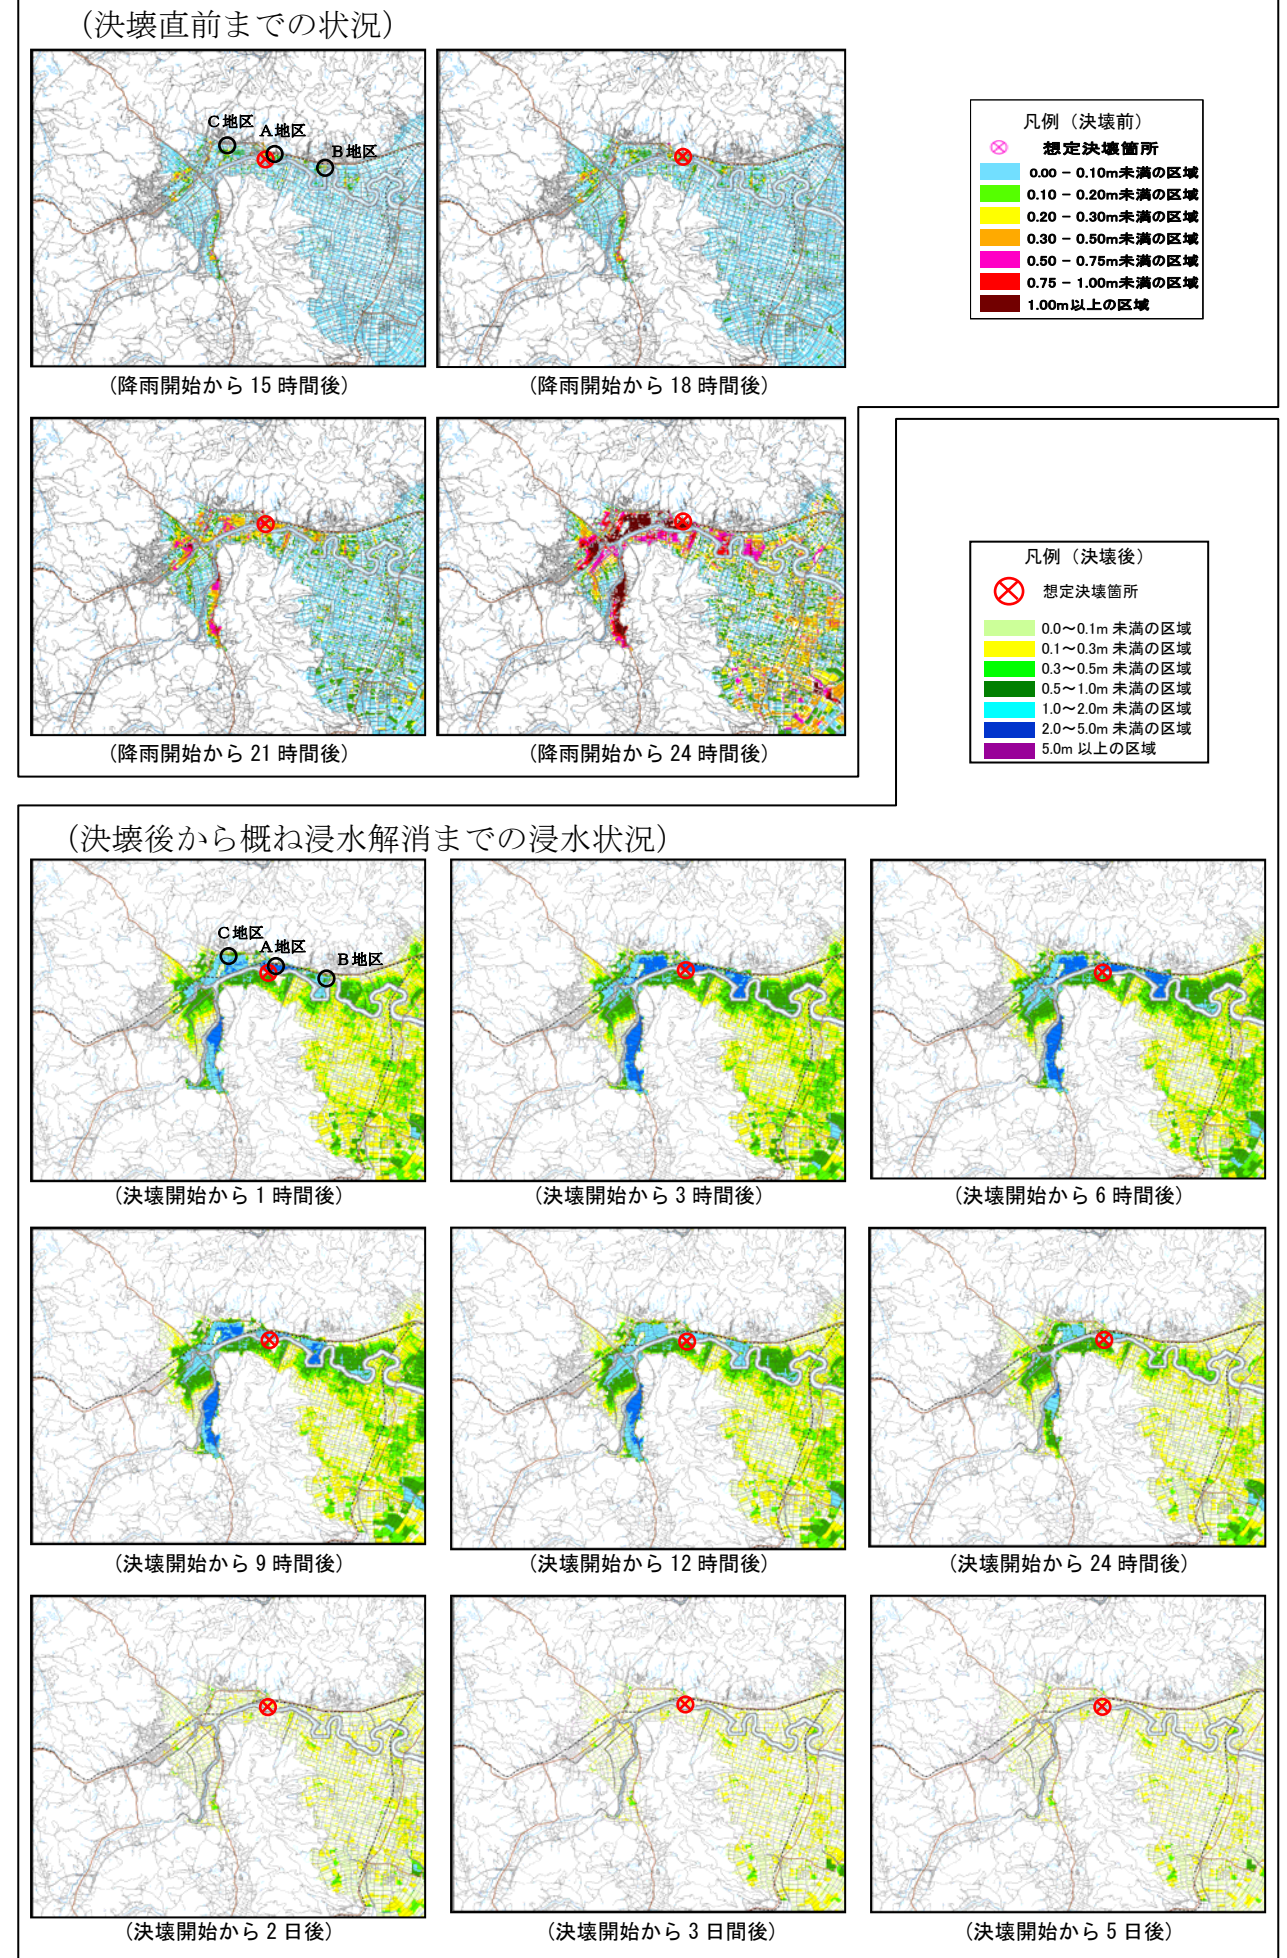 （決壊直前までの状況）
C地区
A地区
B地区
（降雨開始から 15 時間後）
（降雨開始から 18 時間後）
凡例（決壊前）
想定決壊箇所
0.00 － 0.10m未満の区域
0.10 － 0.20m未満の区域
0.20 － 0.30m未満の区域
0.30 － 0.50m未満の区域
0.50 － 0.75m未満の区域
0.75 － 1.00m未満の区域
1.00m以上の区域
（降雨開始から 21 時間後）
（降雨開始から 24 時間後）
凡例（決壊後）
想定決壊箇所
0.0～0.1m 未満の区域
0.1～0.3m 未満の区域
0.3～0.5m 未満の区域
0.5～1.0m 未満の区域
1.0～2.0m 未満の区域
2.0～5.0m 未満の区域
5.0m 以上の区域
（決壊後から概ね浸水解消までの浸水状況）
C地区
A地区
B地区
（決壊開始から 1 時間後）
（決壊開始から 3 時間後）
（決壊開始から 6 時間後）
（決壊開始から 9 時間後）
（決壊開始から 12 時間後）
（決壊開始から 24 時間後）
（決壊開始から 2 日後）
（決壊開始から 3 日間後）
（決壊開始から 5 日後）